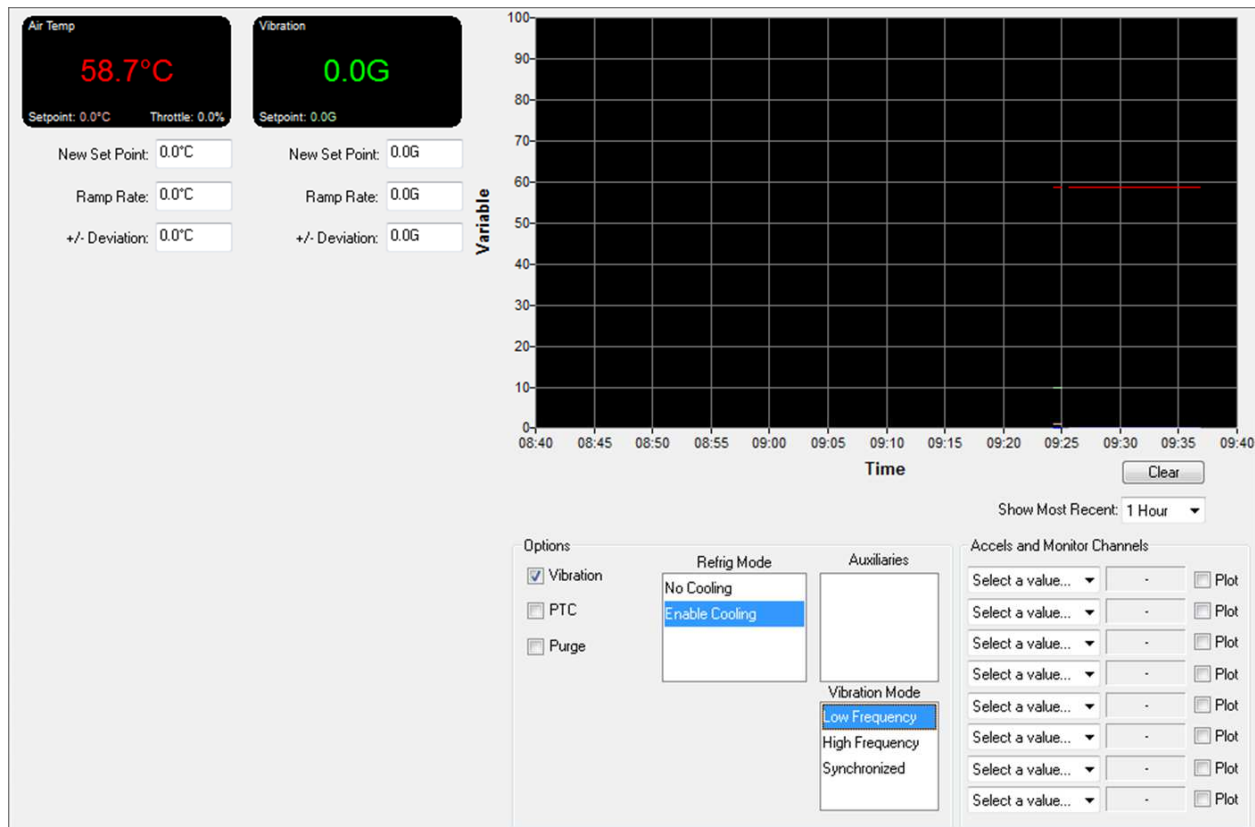 Air Temp
58.7°C
Setpoint: 0.0°C Throttle: 0.0%
Vibration
0.0G
Setpoint: 0.0G
New Set Point: 0.0°C
Ramp Rate: 0.0°C
+/- Deviation: 0.0°C
New Set Point: 0.0G
Ramp Rate: 0.0G
+/- Deviation: 0.0G
Variable
100
90
80
70
60
50
40
30
20
10
0
08:40 08:45 08:50 08:55 09:00 09:05 09:10 09:15 09:20 09:25 09:30 09:35 09:40
Time
Clear
Show Most Recent: 1 Hour
Options
Vibration
PTC
Purge
Refrig Mode
No Cooling
Enable Cooling
Auxiliaries
Vibration Mode
Low Frequency
High Frequency
Synchronized
Accels and Monitor Channels
Select a value... - Plot
Select a value... - Plot
Select a value... - Plot
Select a value... - Plot
Select a value... - Plot
Select a value... - Plot
Select a value... - Plot
Select a value... - Plot